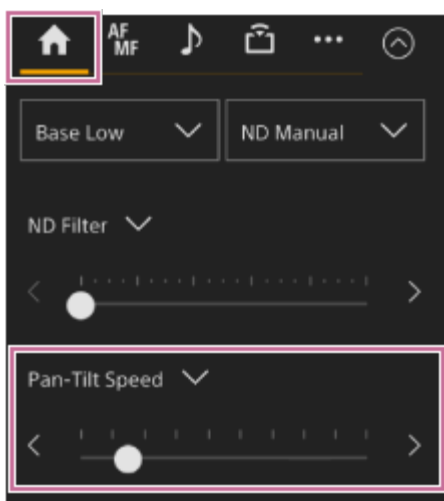 AF
MF
Base Low
ND Manual
ND Filter
Pan-Tilt Speed